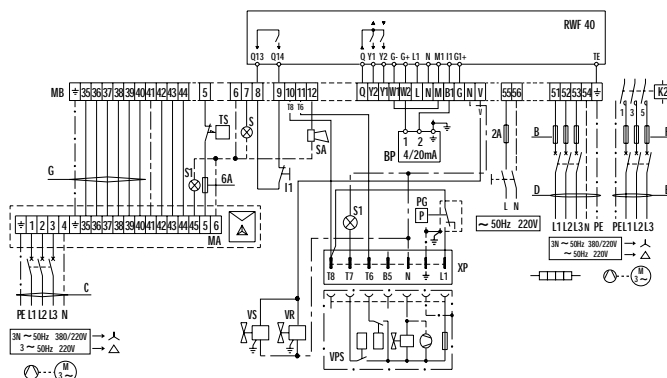 RWF 40
Q13 Q14 Q Y1 Y2 G- G+ L1 N M1 I1 G1+ TE
MB 35 36 37 38 39 40 41 42 43 44 5 6 7 8 9 10 11 12 Q Y2 Y1 W1 W2 L N M B1 G N V 55 56 51 52 53 54
T8 T6 V
K2
1 3 5
TS S SA
1 2
BP 4/20mA
2A
B
G
S1 6A I1
S1 PG P
L N
D
~ 50Hz 220V
L1 L2 L3 N PE PE L1 L2 L3
1 2 3 4 35 36 37 38 39 40 41 42 43 44 45 5 6
MA
3N ~ 50Hz 380/220V
~ 50Hz 220V
M
3 ~
XP
T8 T7 T6 B5 N L1
C
PE L1 L2 L3 N
VS VR
VPS
3N ~ 50Hz 380/220V
3 ~ 50Hz 220V
M
3 ~